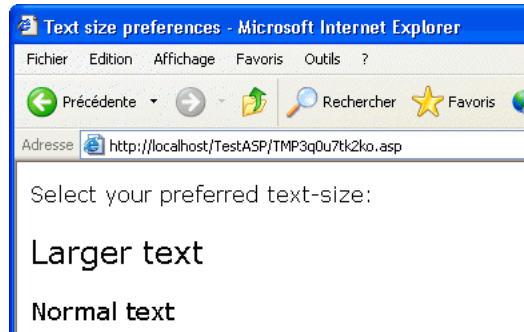 Text size preferences - Microsoft Internet Explorer
Fichier Edition Affichage Favoris Outils ?
Précédente Rechercher Favoris
Adresse http://localhost/TestASP/TMP3q0u7tk2ko.asp
Select your preferred text-size:
Larger text
Normal text